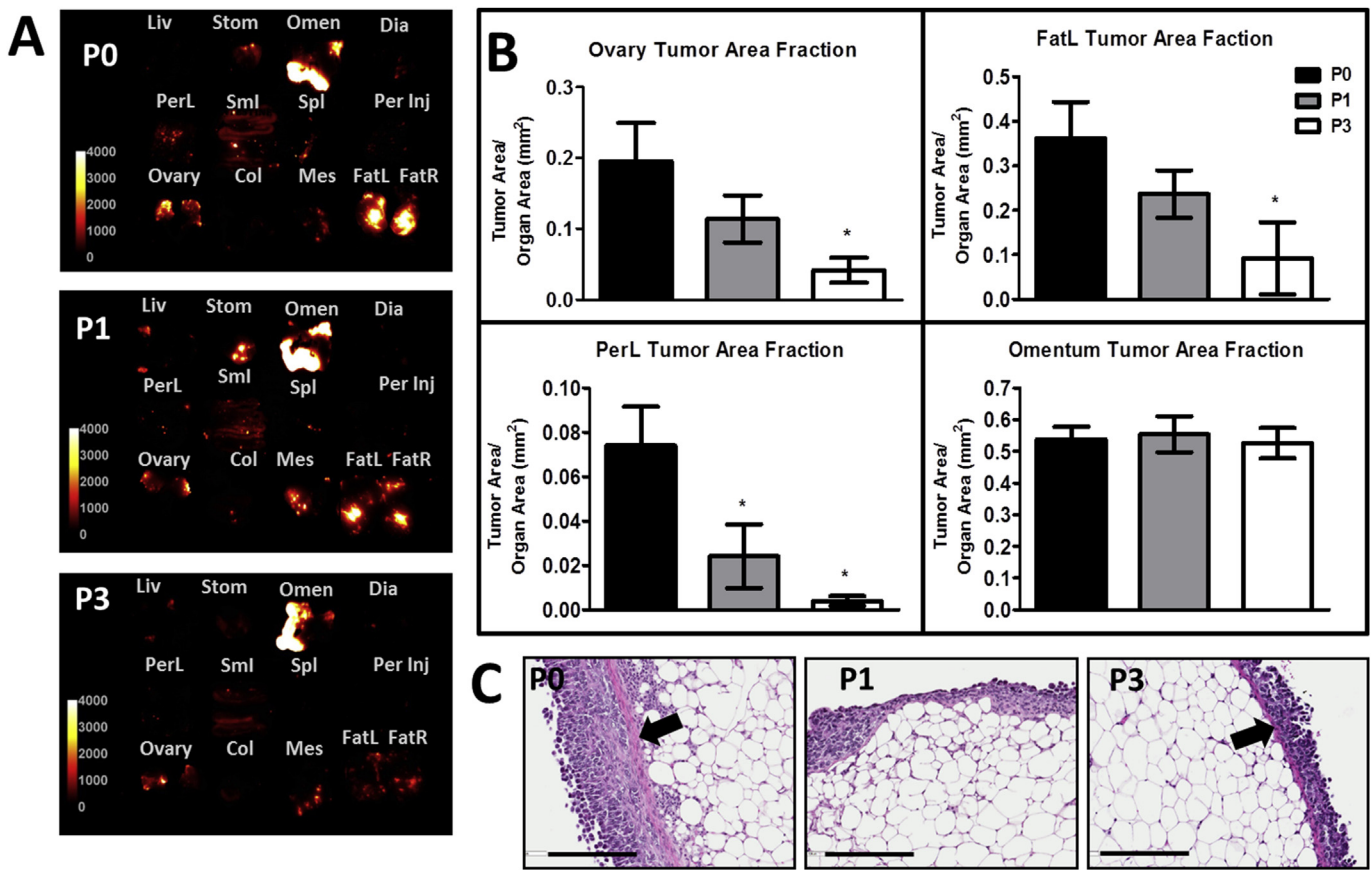 A
P0
Liv Stom Omen Dia
PerL SmI Spl Per Inj
Ovary Col Mes FatL FatR
4000
3000
2000
1000
0
P1
Liv Stom Omen Dia
PerL SmI Spl Per Inj
Ovary Col Mes FatL FatR
4000
3000
2000
1000
0
P3
Liv Stom Omen Dia
PerL SmI Spl Per Inj
Ovary Col Mes FatL FatR
4000
3000
2000
1000
0
B
Ovary Tumor Area Fraction
Tumor Area/
Organ Area (mm²)
0.3
0.2
0.1
0.0
*
FatL Tumor Area Faction
Tumor Area/
Organ Area (mm²)
0.5
0.4
0.3
0.2
0.1
0.0
*
P0
P1
P3
PerL Tumor Area Fraction
Tumor Area/
Organ Area (mm²)
0.10
0.08
0.06
0.04
0.02
0.00
*
*
Omentum Tumor Area Fraction
Tumor Area/
Organ Area (mm²)
0.7
0.6
0.5
0.4
0.3
0.2
0.1
0.0
C
P0
P1
P3